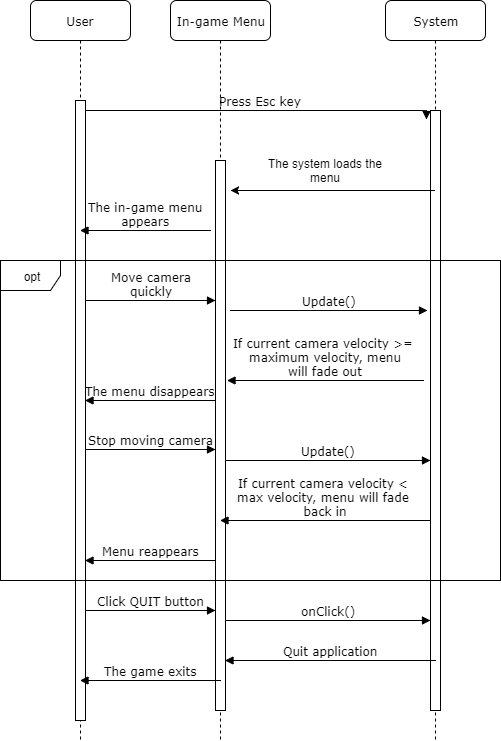 User
In-game Menu
System
Press Esc key
The system loads the
menu
The in-game menu
appears
opt
Move camera
quickly
Update()
If current camera velocity >=
maximum velocity, menu
will fade out
The menu disappears
Stop moving camera
Update()
If current camera velocity <
max velocity, menu will fade
back in
Menu reappears
Click QUIT button
onClick()
Quit application
The game exits